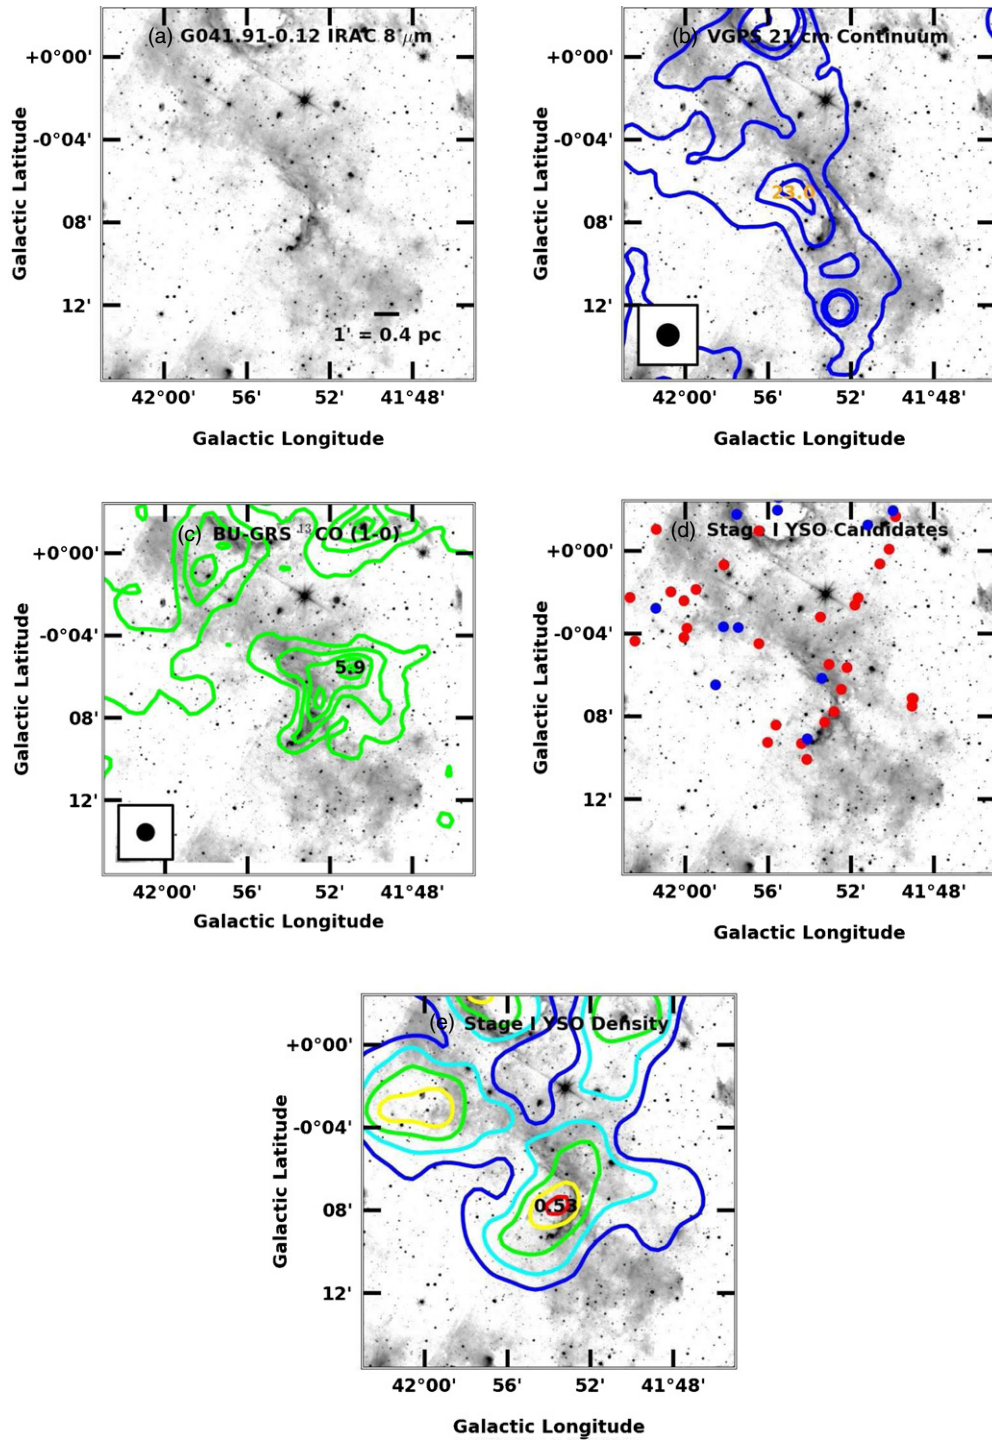 (a) G041.91-0.12 IRAC 8 μm
+0°00'
-0°04'
08'
12'
1' = 0.4 pc
42°00' 56' 52' 41°48'
Galactic Latitude
Galactic Longitude
(b) VGPS 21 cm Continuum
+0°00'
-0°04'
08'
12'
23.0
42°00' 56' 52' 41°48'
Galactic Latitude
Galactic Longitude
(c) BU-GRS ¹³CO (1-0)
+0°00'
-0°04'
08'
12'
5.9
42°00' 56' 52' 41°48'
Galactic Latitude
Galactic Longitude
(d) Stage I YSO Candidates
+0°00'
-0°04'
08'
12'
42°00' 56' 52' 41°48'
Galactic Latitude
Galactic Longitude
(e) Stage I YSO Density
+0°00'
-0°04'
08'
12'
0.53
42°00' 56' 52' 41°48'
Galactic Latitude
Galactic Longitude